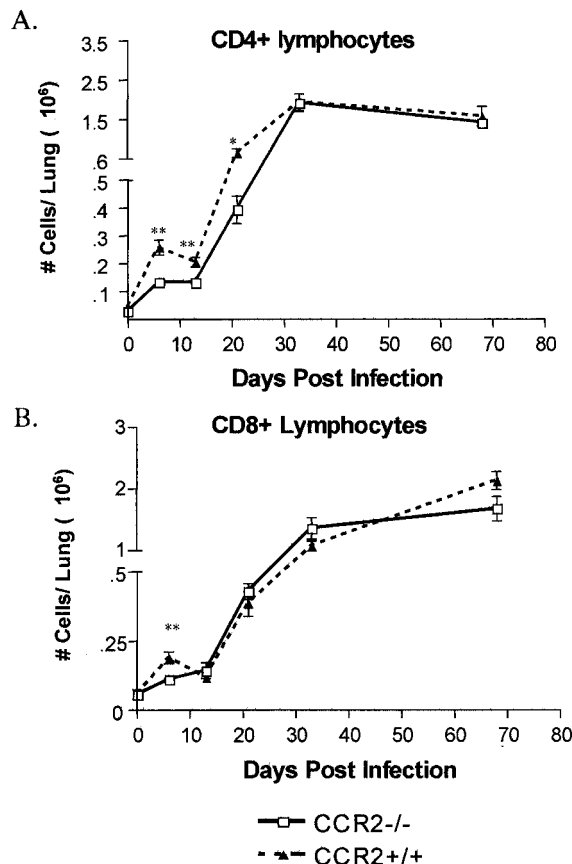 A.
CD4+ lymphocytes
# Cells/ Lung ( 10⁶)
3.5
2.5
1.5
.6
.5
.4
.3
.2
.1
**
**
*
0 10 20 30 40 50 60 70 80
Days Post Infection
B.
CD8+ Lymphocytes
# Cells/ Lung ( 10⁶)
3
2
1
.5
.25
0
**
0 10 20 30 40 50 60 70 80
Days Post Infection
CCR2-/-
CCR2+/+